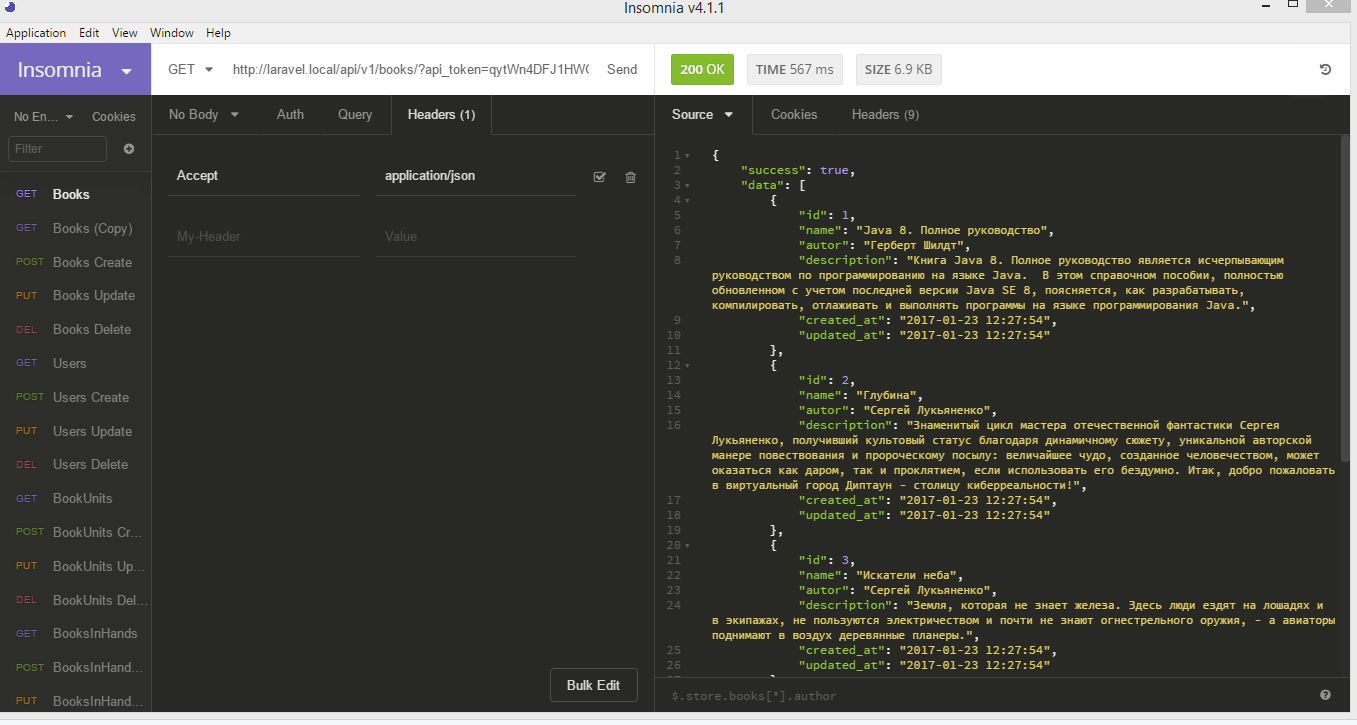 Insomnia v4.1.1
Application Edit View Window Help
Insomnia
GET http://laravel.local/api/v1/books/?api_token=qytWn4DFJ1HW Send
200 OK TIME 567 ms SIZE 6.9 KB
No En... Cookies
Filter
GET Books
GET Books (Copy)
POST Books Create
PUT Books Update
DEL Books Delete
GET Users
POST Users Create
PUT Users Update
DEL Users Delete
GET BookUnits
POST BookUnits Cr...
PUT BookUnits Up...
DEL BookUnits Del...
GET BooksInHands
POST BooksInHand...
PUT BooksInHand...
No Body Auth Query Headers (1)
Accept application/json
My-Header Value
Bulk Edit
Source Cookies Headers (9)
1 {
2 "success": true,
3 "data": [
4 {
5 "id": 1,
6 "name": "Java 8. Полное руководство",
7 "autor": "Герберт Шилдт",
8 "description": "Книга Java 8. Полное руководство является исчерпывающим
руководством по программированию на языке Java.  В этом справочном пособии, полностью
обновленном с учетом последней версии Java SE 8, поясняется, как разрабатывать,
компилировать, отлаживать и выполнять программы на языке программирования Java.",
9 "created_at": "2017-01-23 12:27:54",
10 "updated_at": "2017-01-23 12:27:54"
11 },
12 {
13 "id": 2,
14 "name": "Глубина",
15 "autor": "Сергей Лукьяненко",
16 "description": "Знаменитый цикл мастера отечественной фантастики Сергея
Лукьяненко, получивший культовый статус благодаря динамичному сюжету, уникальной авторской
манере повествования и пророческому посылу: величайшее чудо, созданное человечеством, может
оказаться как даром, так и проклятием, если использовать его бездумно. Итак, добро пожаловать
в виртуальный город Диптаун - столицу киберреальности!",
17 "created_at": "2017-01-23 12:27:54",
18 "updated_at": "2017-01-23 12:27:54"
19 },
20 {
21 "id": 3,
22 "name": "Искатели неба",
23 "autor": "Сергей Лукьяненко",
24 "description": "Земля, которая не знает железа. Здесь люди ездят на лошадях и
в экипажах, не пользуются электричеством и почти не знают огнестрельного оружия, - а авиаторы
поднимают в воздух деревянные планеры.",
25 "created_at": "2017-01-23 12:27:54",
26 "updated_at": "2017-01-23 12:27:54"
$.store.books[*].author